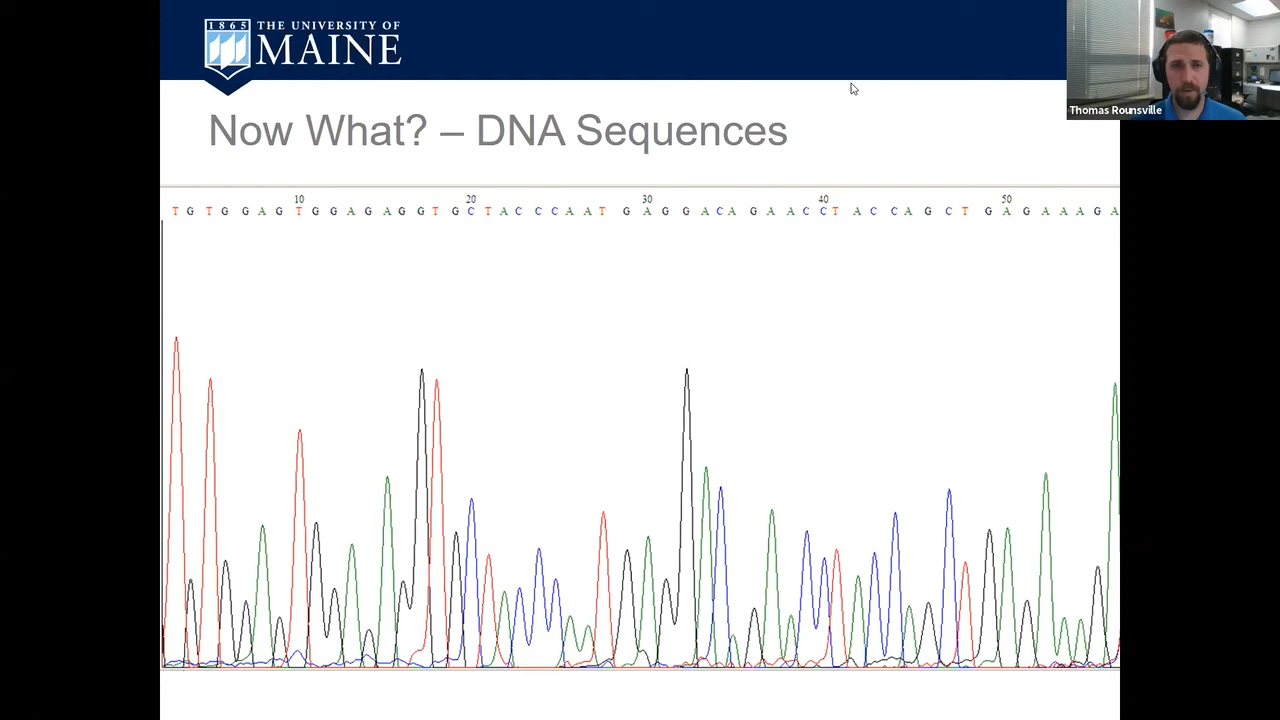 1865
THE UNIVERSITY OF
MAINE
Thomas Rounsville
Now What? – DNA Sequences
10 20 30 40 50
T G T G G A G T G G A G A G G T G C T A C C C A A T G A G G A C A G A A C C T A C C A G C T G A G A A A G A